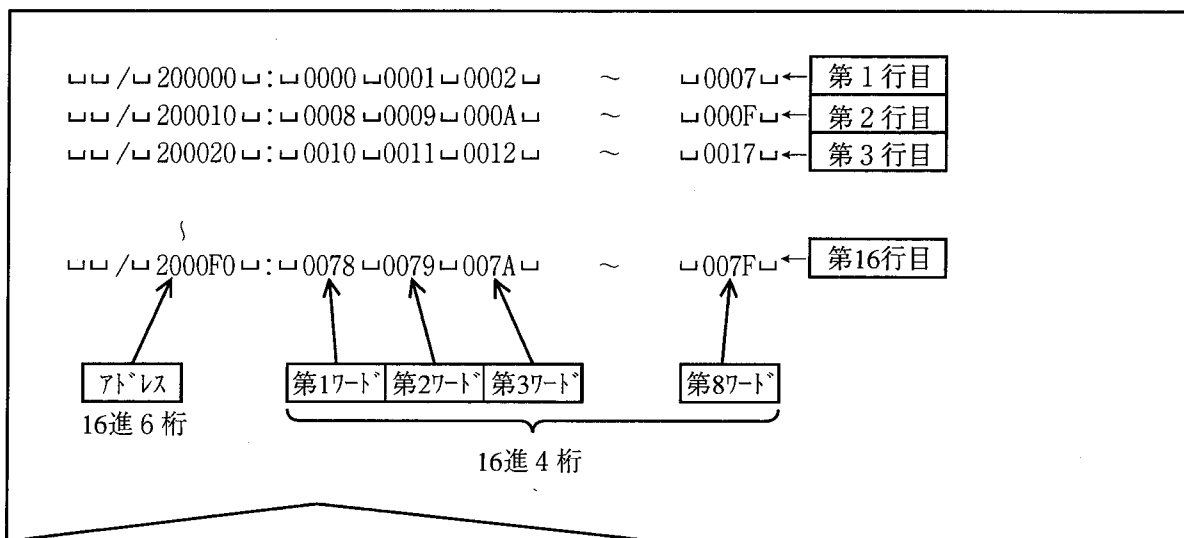 ␣␣/␣200000␣:␣0000␣0001␣0002␣ ～ ␣0007␣← 第1行目
␣␣/␣200010␣:␣0008␣0009␣000A␣ ～ ␣000F␣← 第2行目
␣␣/␣200020␣:␣0010␣0011␣0012␣ ～ ␣0017␣← 第3行目
～
␣␣/␣2000F0␣:␣0078␣0079␣007A␣ ～ ␣007F␣← 第16行目
ｱﾄﾞﾚｽ 第1ﾜｰﾄﾞ 第2ﾜｰﾄﾞ 第3ﾜｰﾄﾞ 第8ﾜｰﾄﾞ
16進6桁
16進4桁